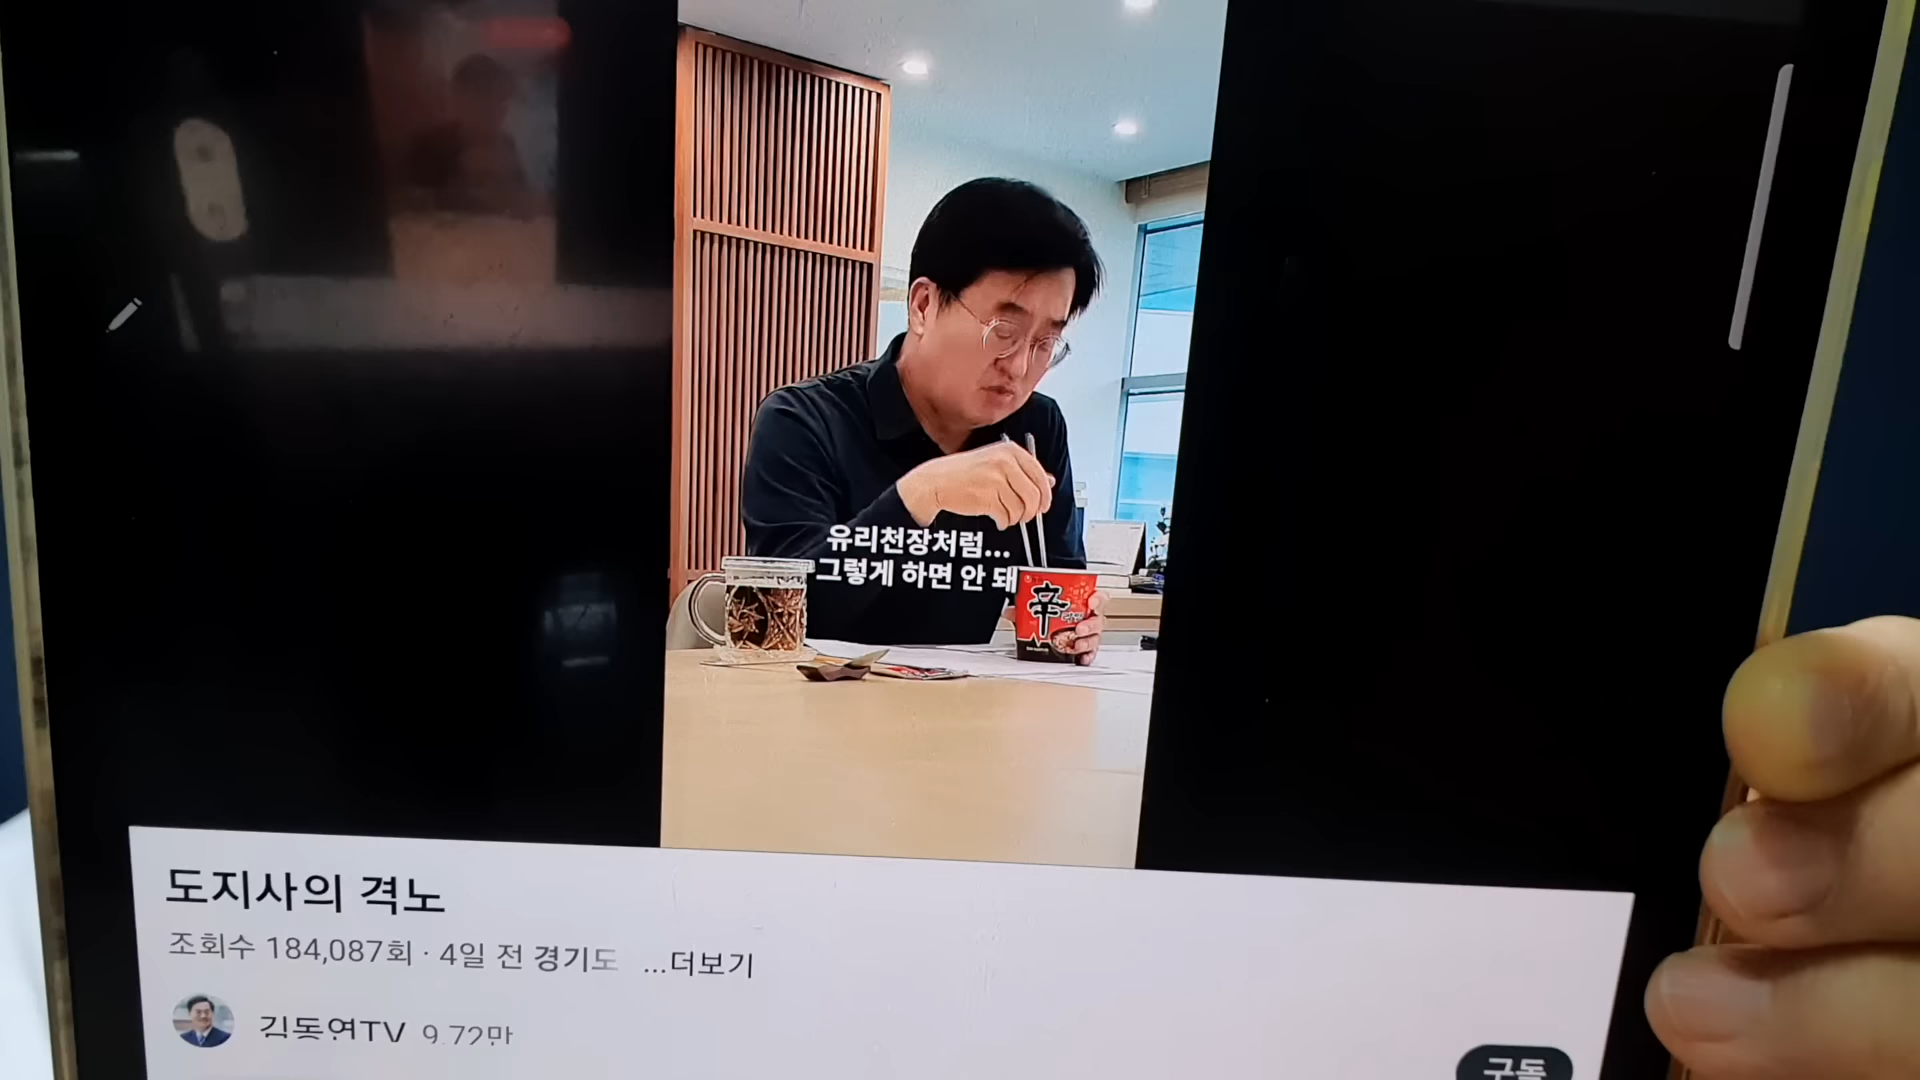 유리천장처럼...
그렇게 하면 안 돼
辛
도지사의 격노
조회수 184,087회 · 4일 전 경기도 ...더보기
김동연TV 9.72만
구독